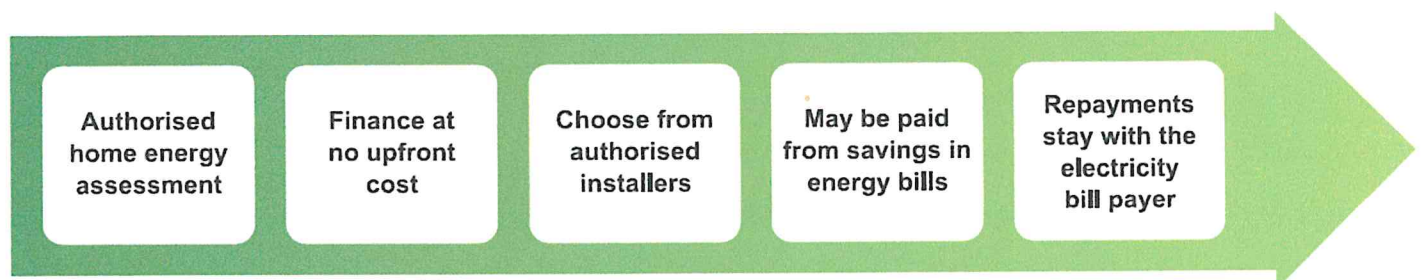 Authorised
home energy
assessment
Finance at
no upfront
cost
Choose from
authorised
installers
May be paid
from savings in
energy bills
Repayments
stay with the
electricity
bill payer